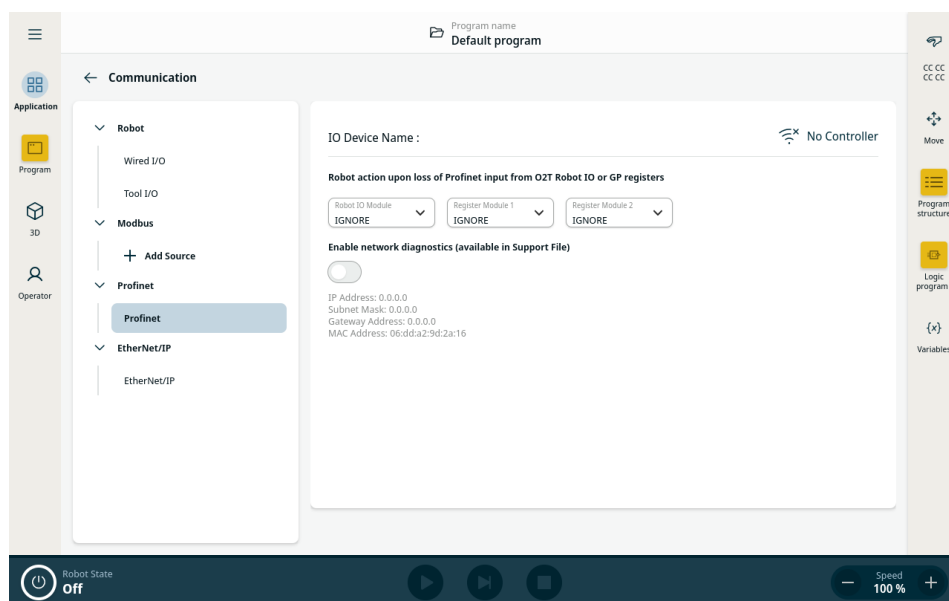 Program name
Default program
Communication
Application
Program
3D
Operator
Robot
Wired I/O
Tool I/O
Modbus
Add Source
Profinet
Profinet
EtherNet/IP
EtherNet/IP
IO Device Name :
No Controller
Robot action upon loss of Profinet input from O2T Robot IO or GP registers
Robot IO Module
IGNORE
Register Module 1
IGNORE
Register Module 2
IGNORE
Enable network diagnostics (available in Support File)
IP Address: 0.0.0.0
Subnet Mask: 0.0.0.0
Gateway Address: 0.0.0.0
MAC Address: 06:dd:a2:9d:2a:16
CC CC
CC CC
Move
Program
structure
Logic
program
{x}
Variables
Robot State
Off
Speed
100 %